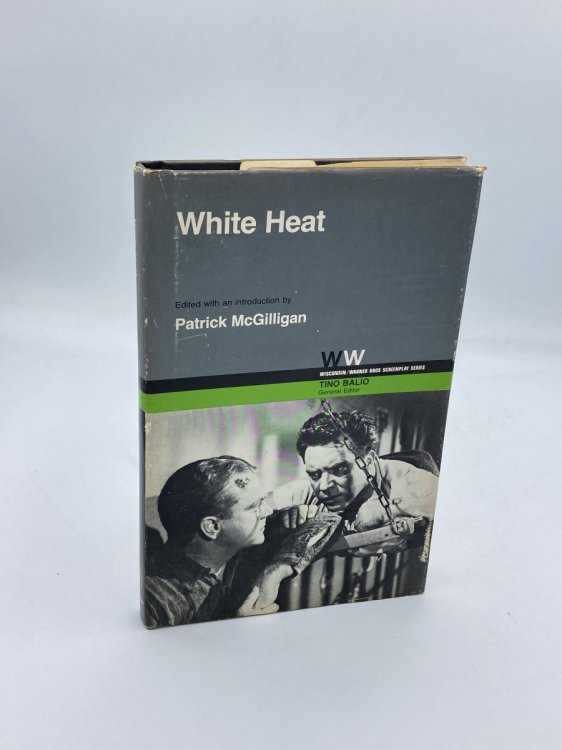 White Heat
Edited with an introduction by
Patrick McGilligan
WW
WISCONSIN/WARNER BROS SCREENPLAY SERIES
TINO BALIO
General Editor